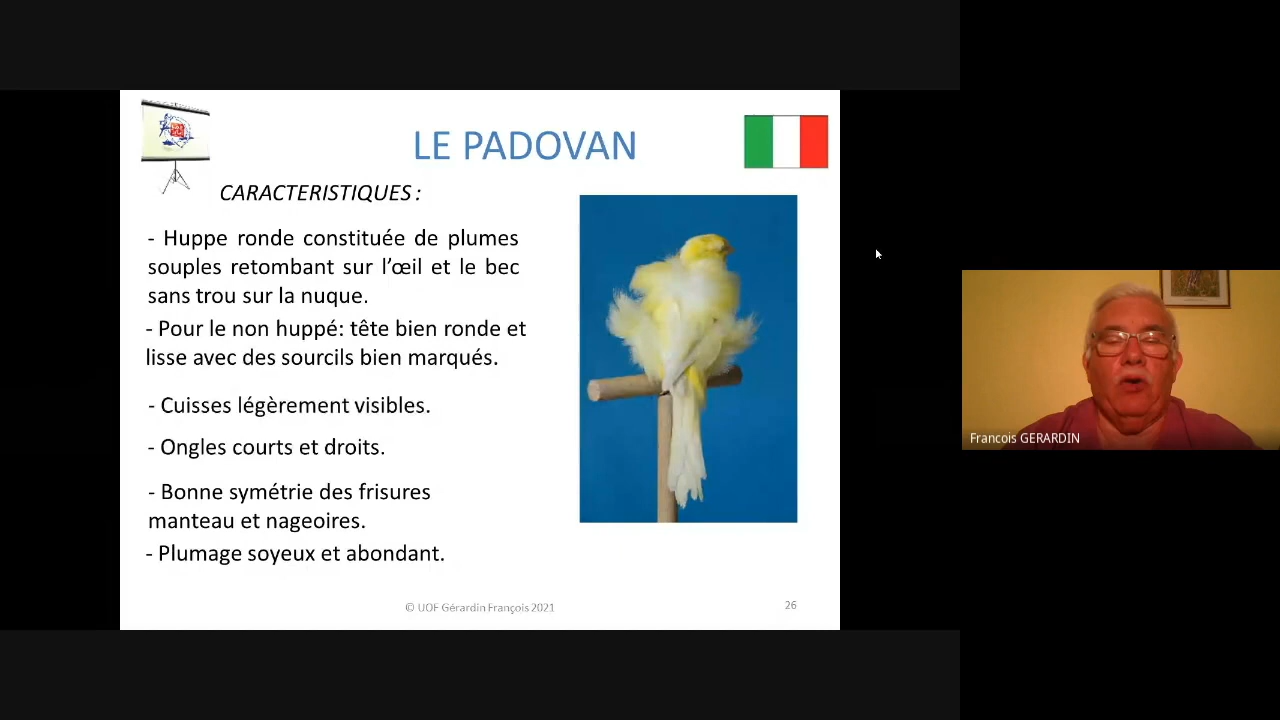 LE PADOVAN
CARACTERISTIQUES :
- Huppe ronde constituée de plumes
souples retombant sur l’œil et le bec
sans trou sur la nuque.
- Pour le non huppé: tête bien ronde et
lisse avec des sourcils bien marqués.
- Cuisses légèrement visibles.
- Ongles courts et droits.
- Bonne symétrie des frisures
manteau et nageoires.
- Plumage soyeux et abondant.
© UOF Gérardin François 2021
26
Francois GERARDIN